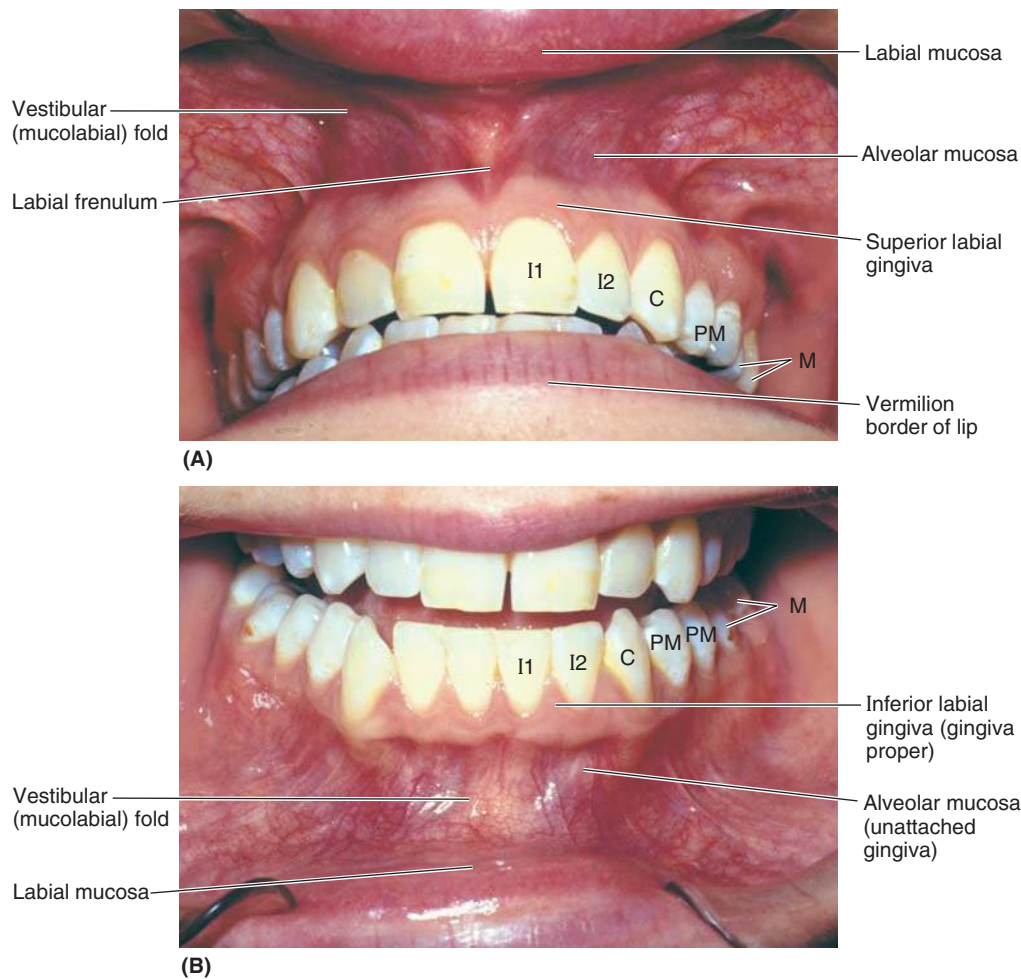 Labial mucosa
Vestibular
(mucolabial) fold
Alveolar mucosa
Labial frenulum
Superior labial
gingiva
I1
I2
C
PM
M
Vermilion
border of lip
(A)
M
PM
PM
I1
I2
C
Inferior labial
gingiva (gingiva
proper)
Vestibular
(mucolabial) fold
Alveolar mucosa
(unattached
gingiva)
Labial mucosa
(B)